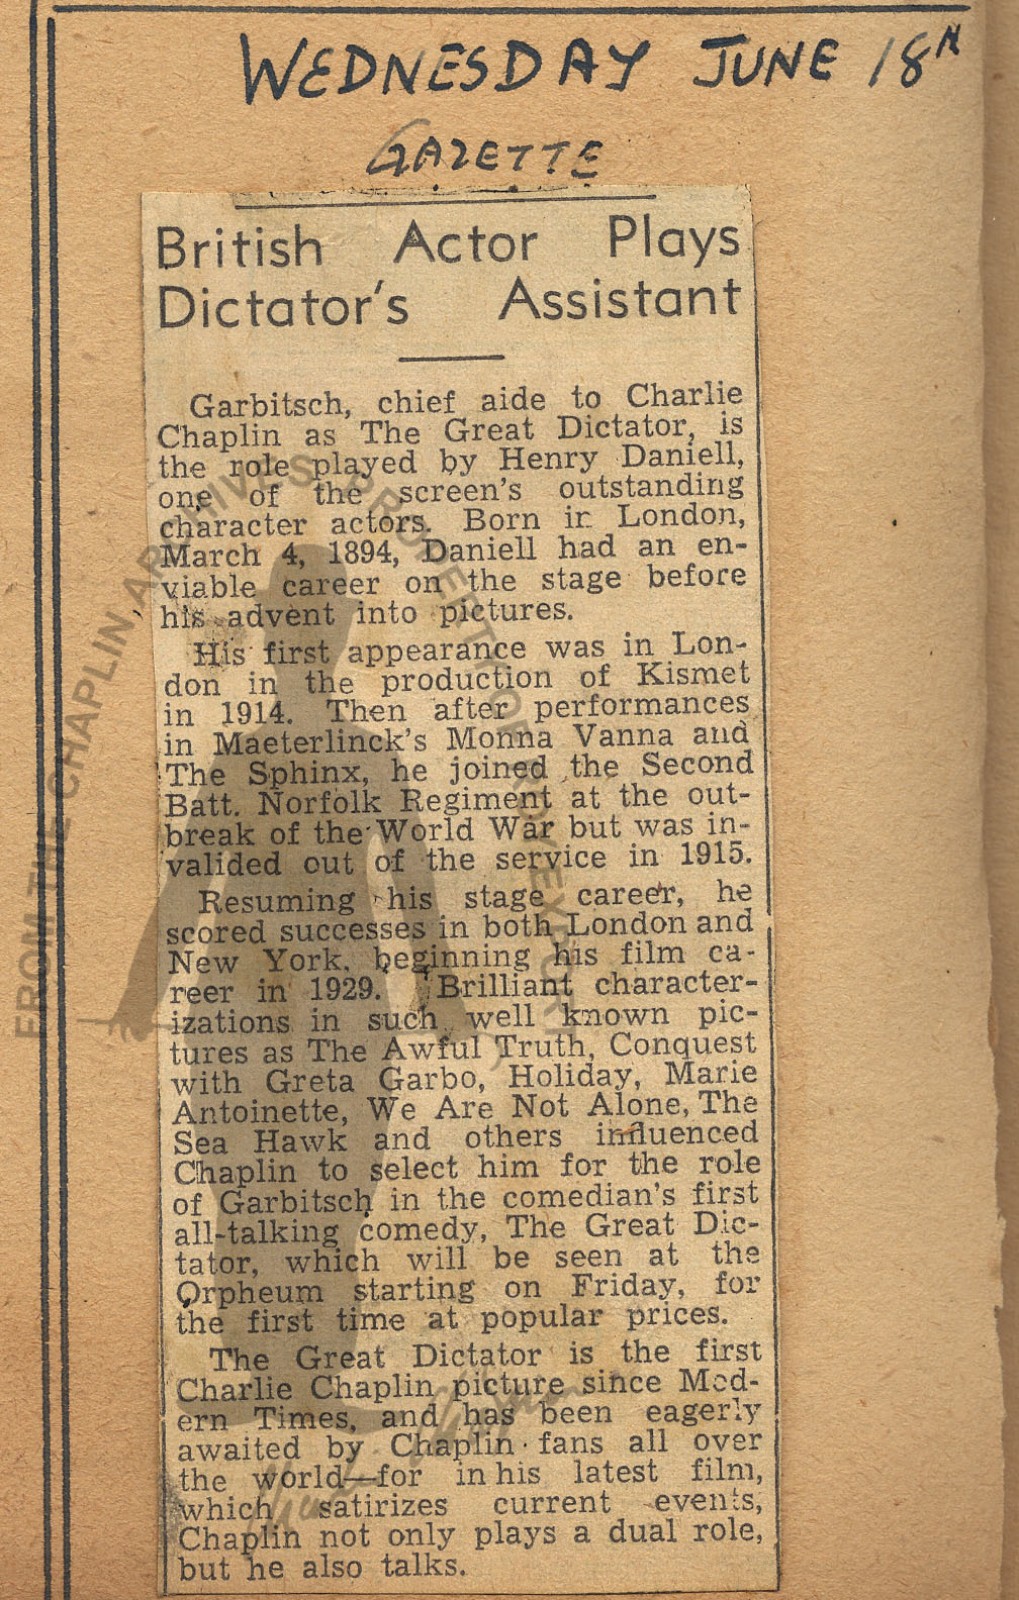 WEDNESDAY JUNE 18TH
GAZETTE
British Actor Plays
Dictator's Assistant
Garbitsch, chief aide to Charlie
Chaplin as The Great Dictator, is
the role played by Henry Daniell,
one of the screen's outstanding
character actors. Born in London,
March 4, 1894, Daniell had an en-
viable career on the stage before
his advent into pictures.
His first appearance was in Lon-
don in the production of Kismet
in 1914. Then after performances
in Maeterlinck's Monna Vanna and
The Sphinx, he joined the Second
Batt. Norfolk Regiment at the out-
break of the World War but was in-
valided out of the service in 1915.
Resuming his stage career, he
scored successes in both London and
New York, beginning his film ca-
reer in 1929. Brilliant character-
izations in such well known pic-
tures as The Awful Truth, Conquest
with Greta Garbo, Holiday, Marie
Antoinette, We Are Not Alone, The
Sea Hawk and others influenced
Chaplin to select him for the role
of Garbitsch in the comedian's first
all-talking comedy, The Great Dic-
tator, which will be seen at the
Orpheum starting on Friday, for
the first time at popular prices.
The Great Dictator is the first
Charlie Chaplin picture since Mod-
ern Times, and has been eagerly
awaited by Chaplin fans all over
the world—for in his latest film,
which satirizes current events,
Chaplin not only plays a dual role,
but he also talks.
FROM THE CHAPLIN ARCHIVES